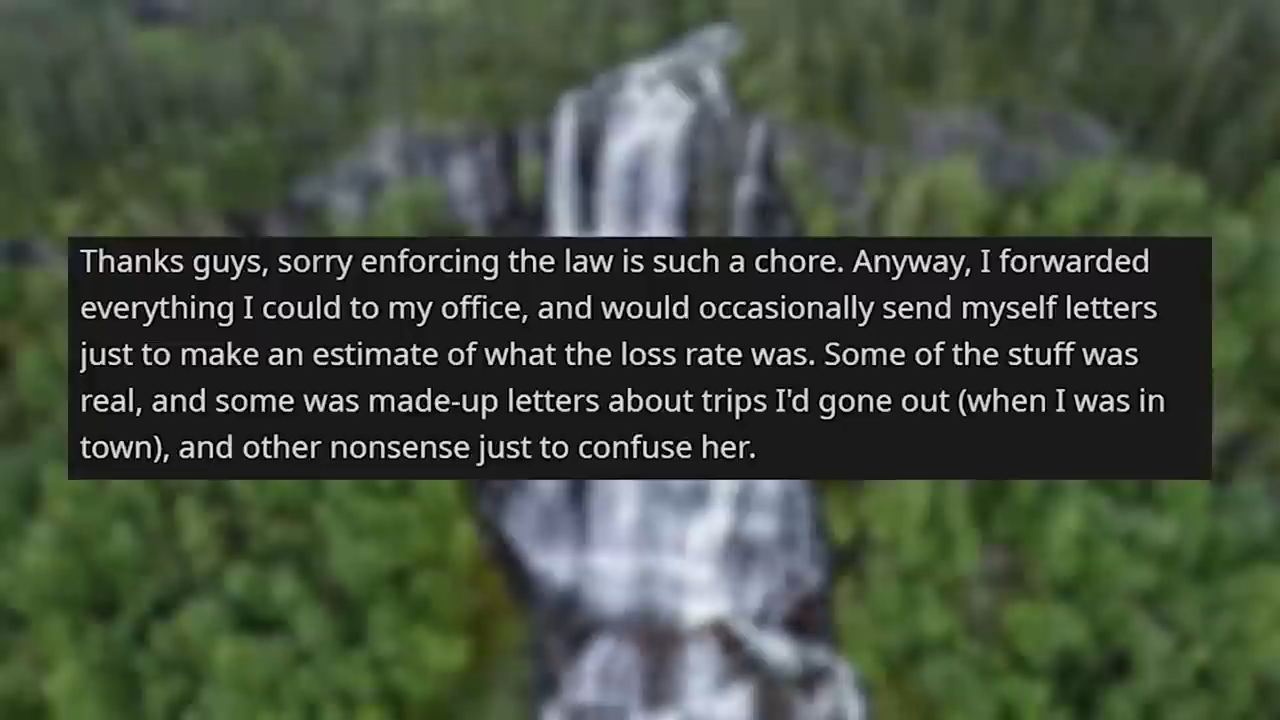 Thanks guys, sorry enforcing the law is such a chore. Anyway, I forwarded
everything I could to my office, and would occasionally send myself letters
just to make an estimate of what the loss rate was. Some of the stuff was
real, and some was made-up letters about trips I'd gone out (when I was in
town), and other nonsense just to confuse her.